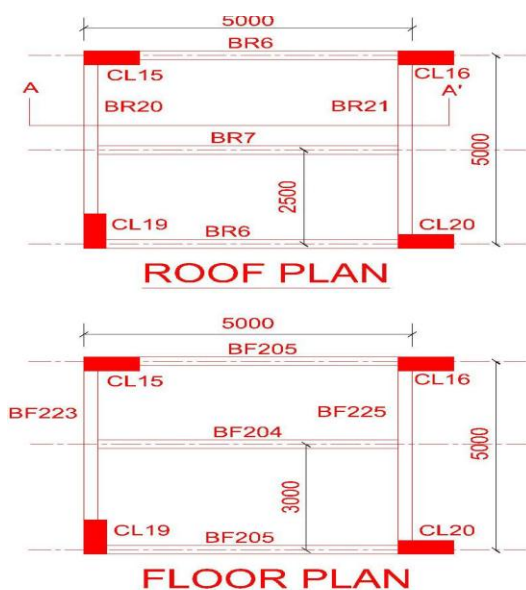 5000
BR6
CL15 CL16
A A'
BR20 BR21
BR7
5000
2500
CL19 CL20
BR6
ROOF PLAN
5000
BF205
CL15 CL16
BF223 BF225
BF204
5000
3000
CL19 CL20
BF205
FLOOR PLAN